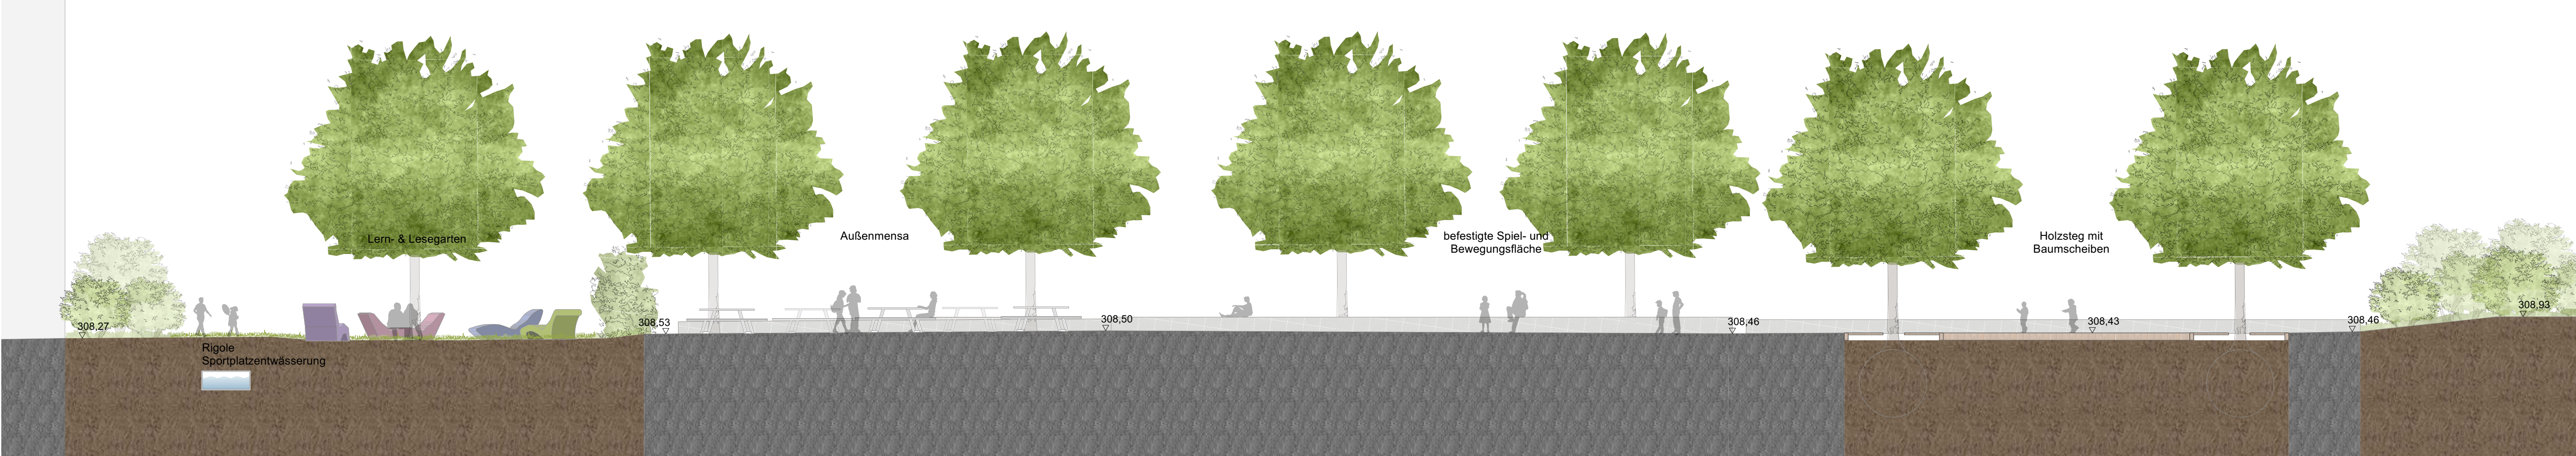 Lern- & Lesegarten
Außenmensa
befestigte Spiel- und
Bewegungsfläche
Holzsteg mit
Baumscheiben
308,27
308,53
308,50
308,46
308,43
308,46
308,93
Rigole
Sportplatzentwässerung